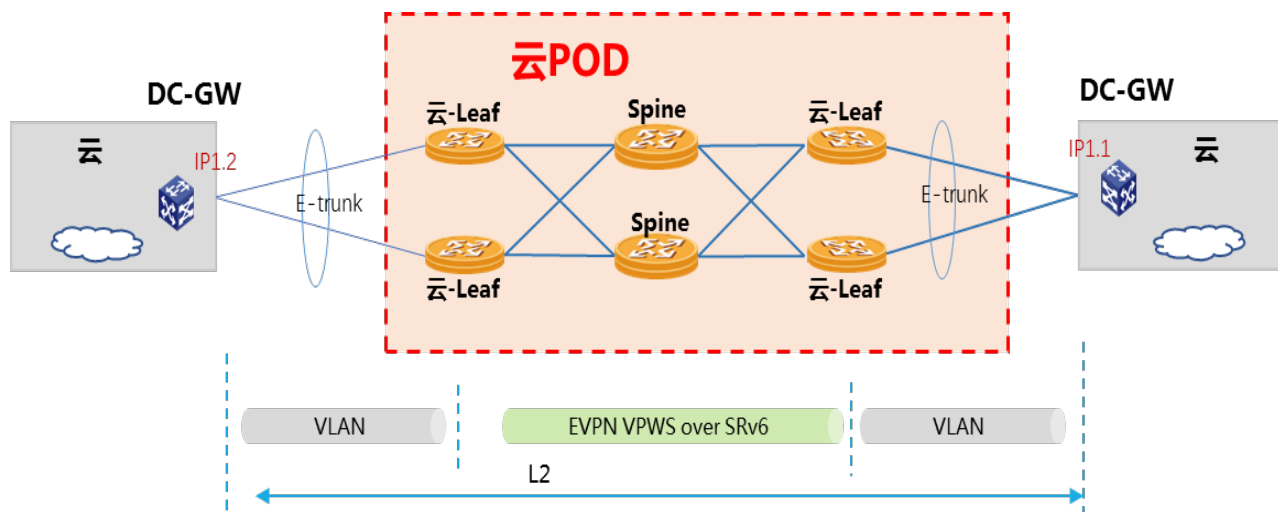 云POD
DC-GW
DC-GW
云-Leaf
Spine
云-Leaf
云
IP1.2
IP1.1
云
E-trunk
E-trunk
Spine
云-Leaf
云-Leaf
VLAN
EVPN VPWS over SRv6
VLAN
L2